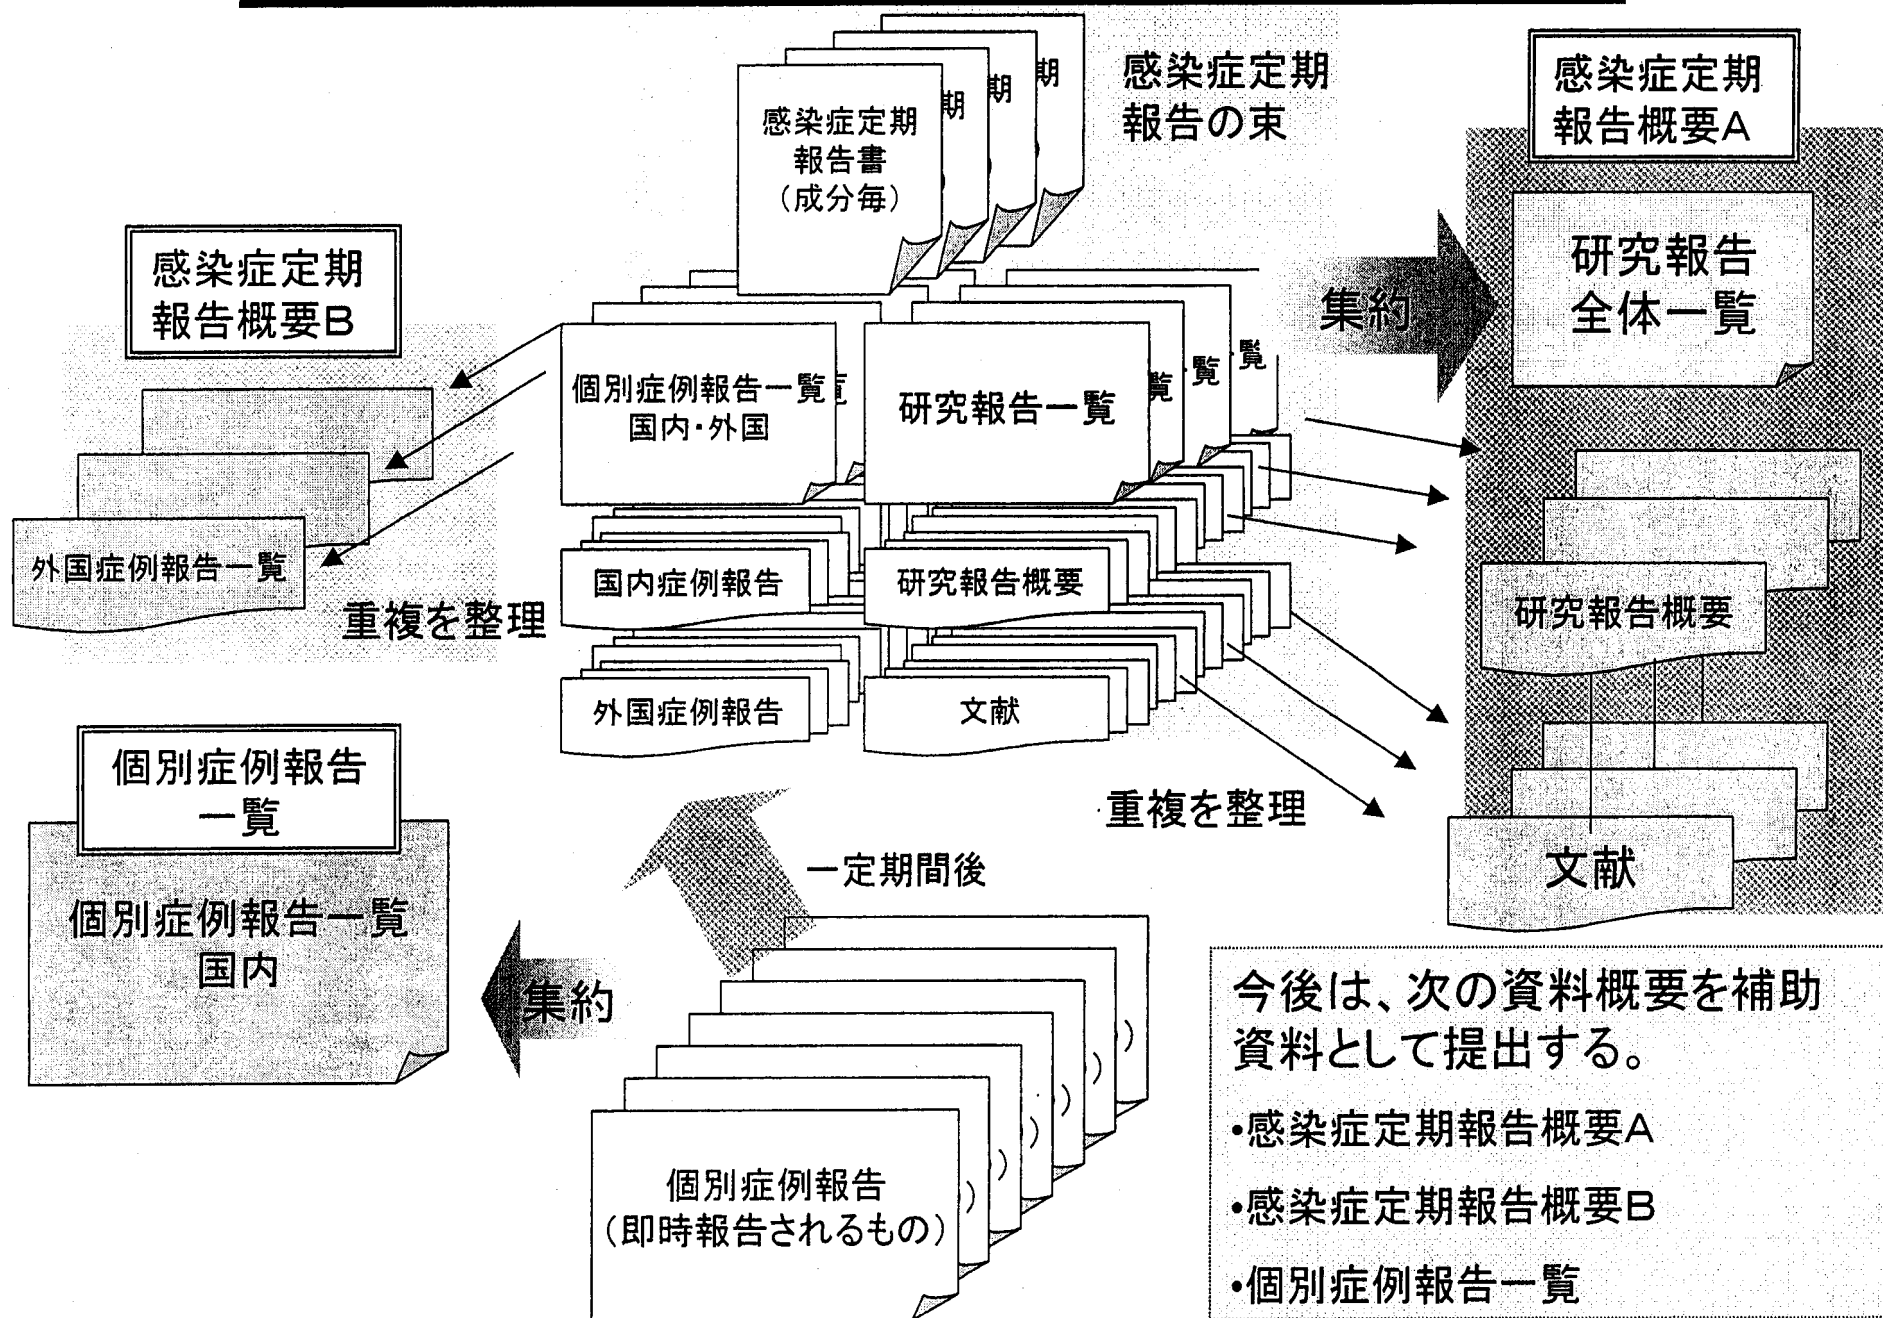 感染症定期
報告書
(成分毎)
期
期
期
感染症定期
報告の束
感染症定期
報告概要A
研究報告
全体一覧
集約
感染症定期
報告概要B
個別症例報告一覧
国内・外国
研究報告一覧
覧
一覧
一覧
外国症例報告一覧
重複を整理
国内症例報告
研究報告概要
研究報告概要
外国症例報告
文献
重複を整理
文献
個別症例報告
一覧
個別症例報告一覧
国内
集約
一定期間後
個別症例報告
(即時報告されるもの)
)
)
)
)
)
今後は、次の資料概要を補助
資料として提出する。
・感染症定期報告概要A
・感染症定期報告概要B
・個別症例報告一覧